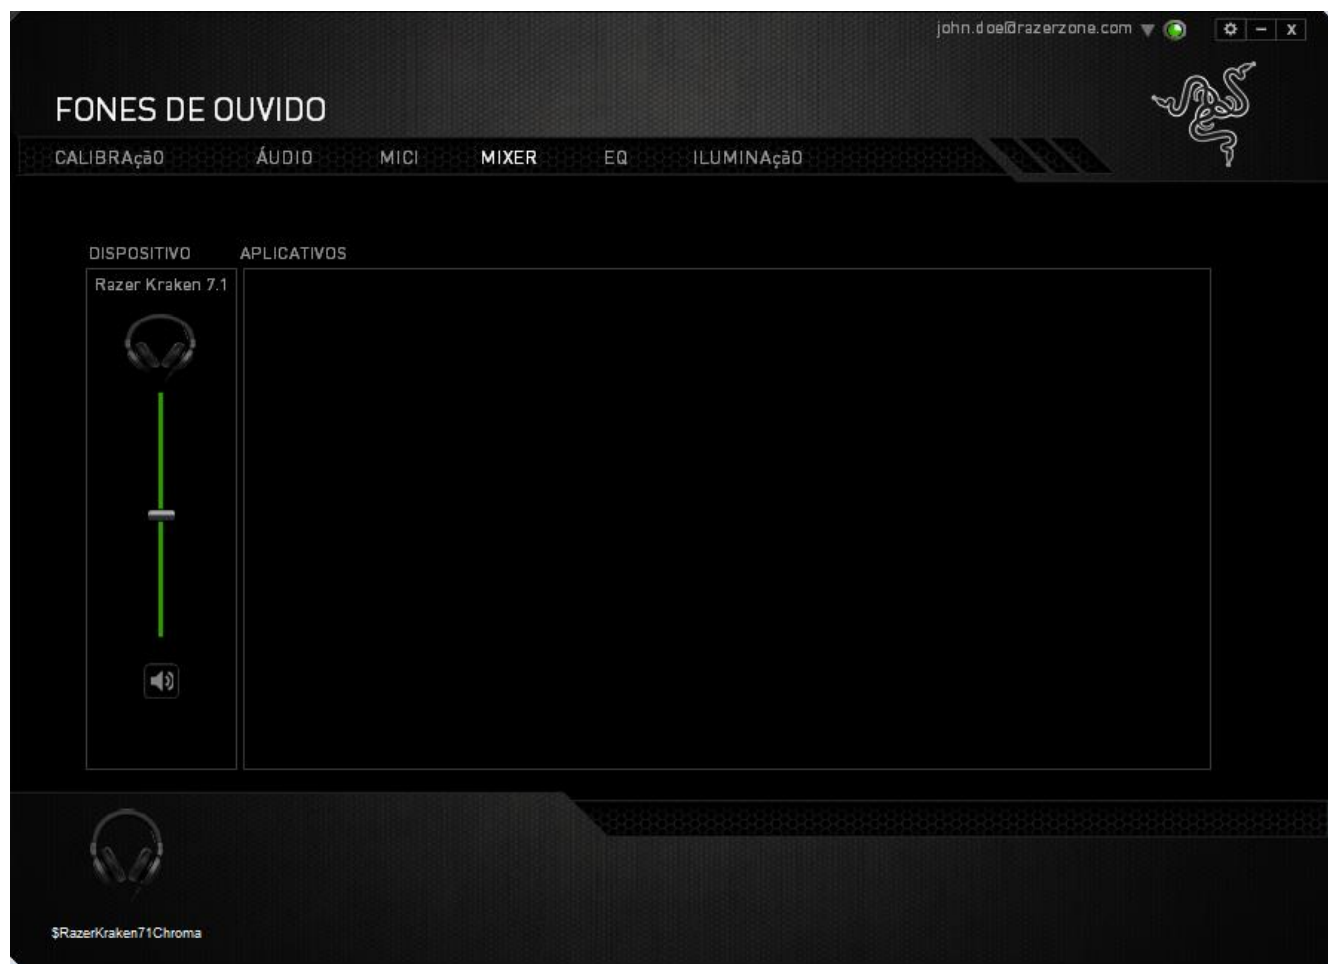 john.doe@razerzone.com
FONES DE OUVIDO
CALIBRAção ÁUDIO MICI MIXER EQ ILUMINAção
DISPOSITIVO APLICATIVOS
Razer Kraken 7.1
$RazerKraken71Chroma